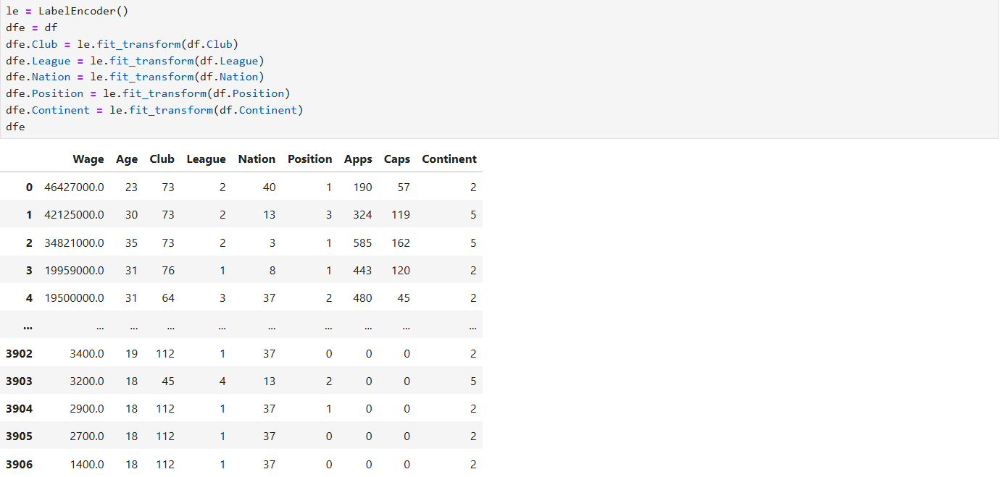 le = LabelEncoder()
dfe = df
dfe.Club = le.fit_transform(df.Club)
dfe.League = le.fit_transform(df.League)
dfe.Nation = le.fit_transform(df.Nation)
dfe.Position = le.fit_transform(df.Position)
dfe.Continent = le.fit_transform(df.Continent)
dfe
Wage Age Club League Nation Position Apps Caps Continent
0 46427000.0 23 73 2 40 1 190 57 2
1 42125000.0 30 73 2 13 3 324 119 5
2 34821000.0 35 73 2 3 1 585 162 5
3 19959000.0 31 76 1 8 1 443 120 2
4 19500000.0 31 64 3 37 2 480 45 2
... ... ... ... ... ... ... ... ... ...
3902 3400.0 19 112 1 37 0 0 0 2
3903 3200.0 18 45 4 13 2 0 0 5
3904 2900.0 18 112 1 37 1 0 0 2
3905 2700.0 18 112 1 37 0 0 0 2
3906 1400.0 18 112 1 37 0 0 0 2